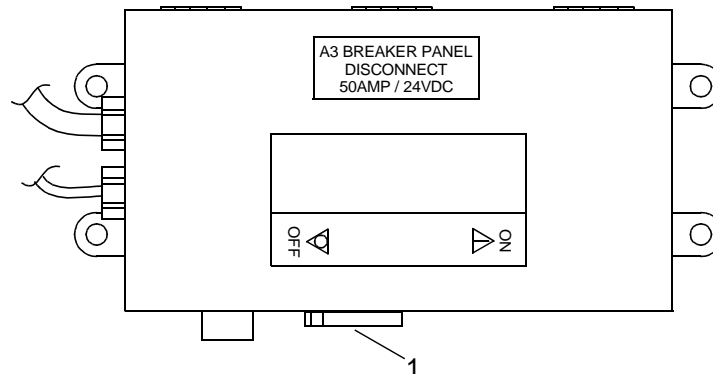 A3 BREAKER PANEL
DISCONNECT
50AMP / 24VDC
OFF
ON
1